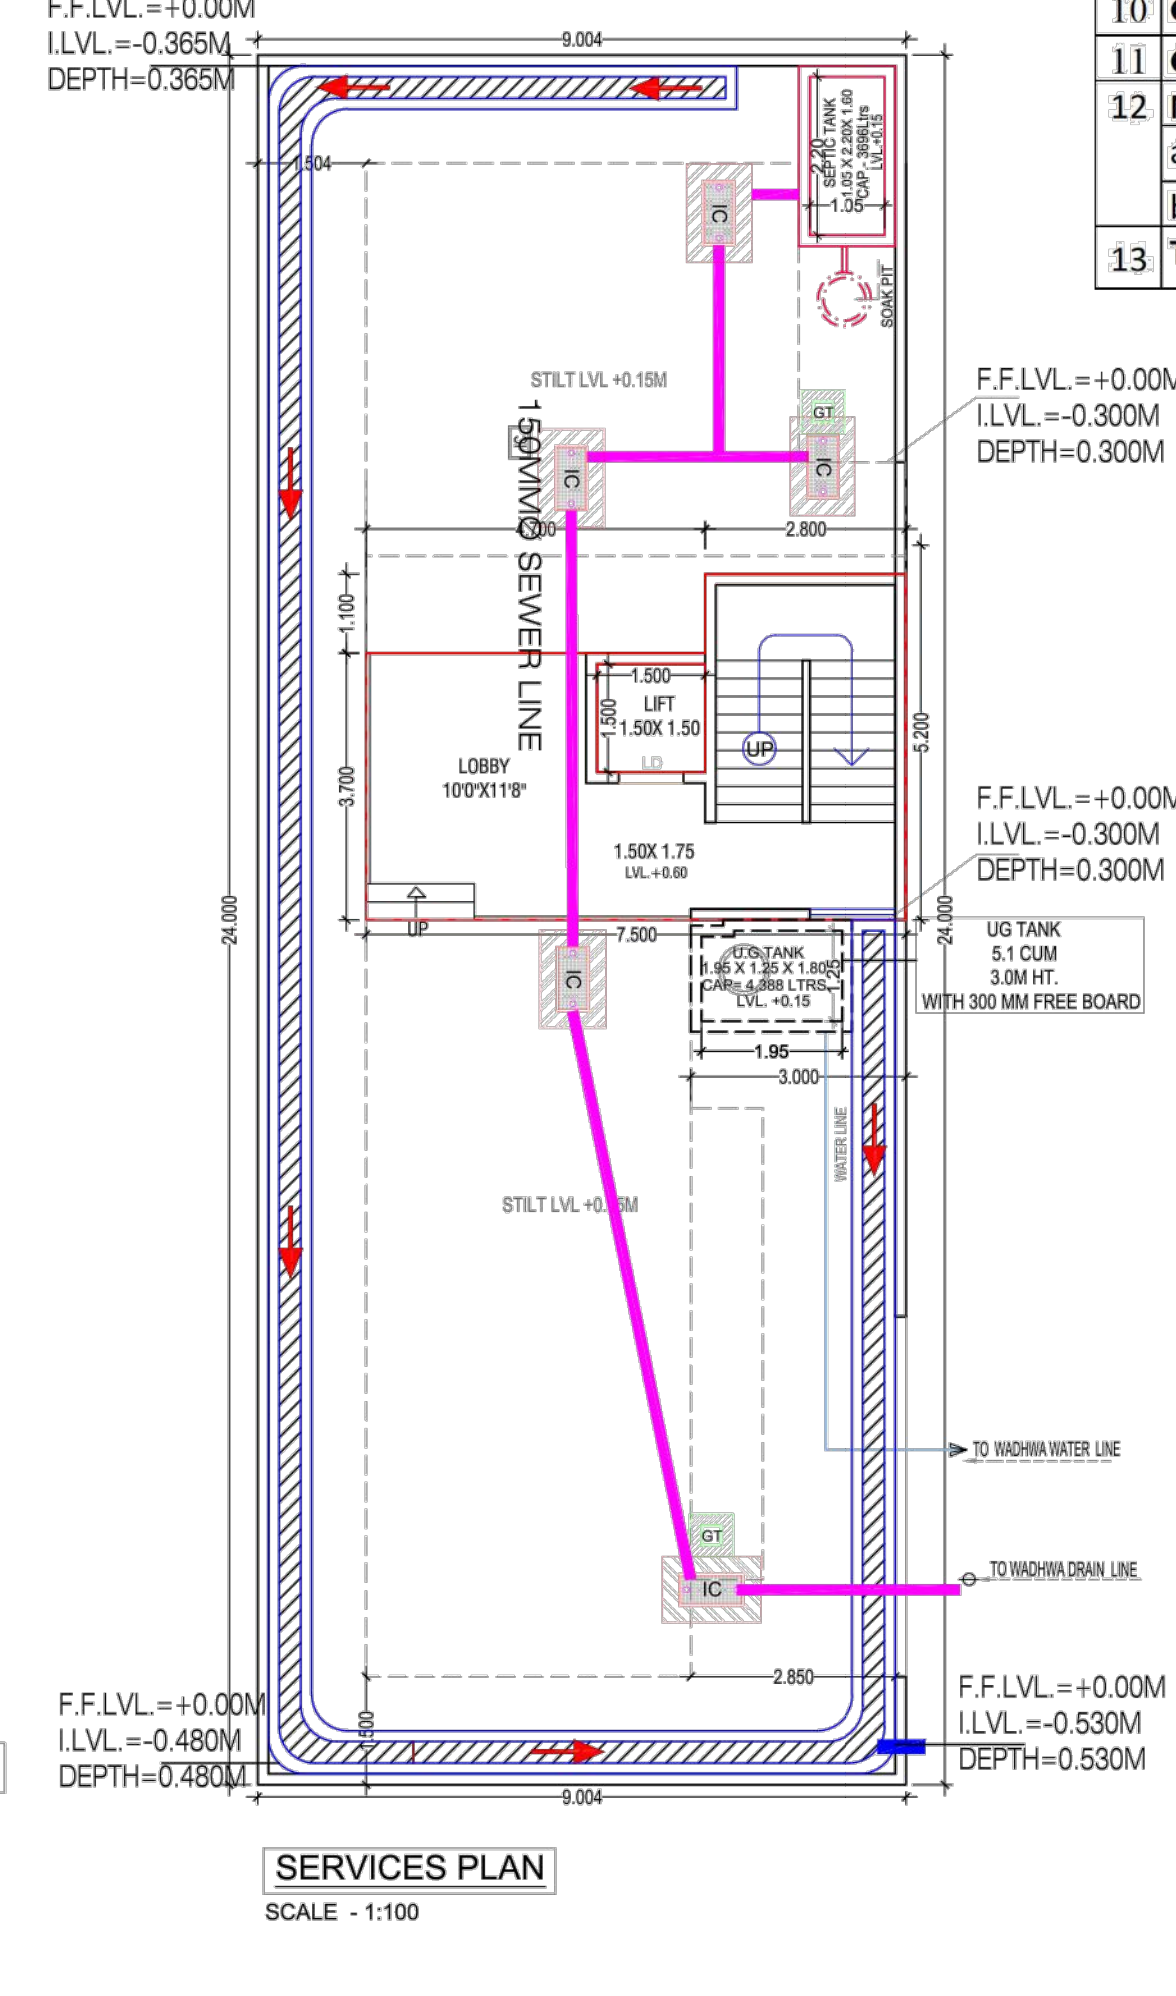 F.F.LVL.=+0.00M
I.LVL.=-0.365M
DEPTH=0.365M
9.004
10
11
12
13
1.504
2.20
SEPTIC TANK
1.05 X 2.20X 1.60
CAP.- 3696Ltrs
LVL.+0.15
1.05
IC
SOAK PIT
STILT LVL +0.15M
F.F.LVL.=+0.00M
I.LVL.=-0.300M
DEPTH=0.300M
GT
IC
IC
150MMØ SEWER LINE
4.700
2.800
1.100
1.500
1.500
LIFT
1.50X 1.50
LD
UP
5.200
LOBBY
10'0"X11'8"
3.700
1.50X 1.75
LVL.+0.60
F.F.LVL.=+0.00M
I.LVL.=-0.300M
DEPTH=0.300M
UP
24.000
24.000
7.500
IC
U.G.TANK
1.95 X 1.25 X 1.80
CAP= 4,388 LTRS
LVL. +0.15
1.25
UG TANK
5.1 CUM
3.0M HT.
WITH 300 MM FREE BOARD
1.95
3.000
WATER LINE
STILT LVL +0.15M
TO WADHWA WATER LINE
GT
IC
TO WADHWA DRAIN LINE
2.850
F.F.LVL.=+0.00M
I.LVL.=-0.480M
DEPTH=0.480M
F.F.LVL.=+0.00M
I.LVL.=-0.530M
DEPTH=0.530M
9.004
SERVICES PLAN
SCALE - 1:100